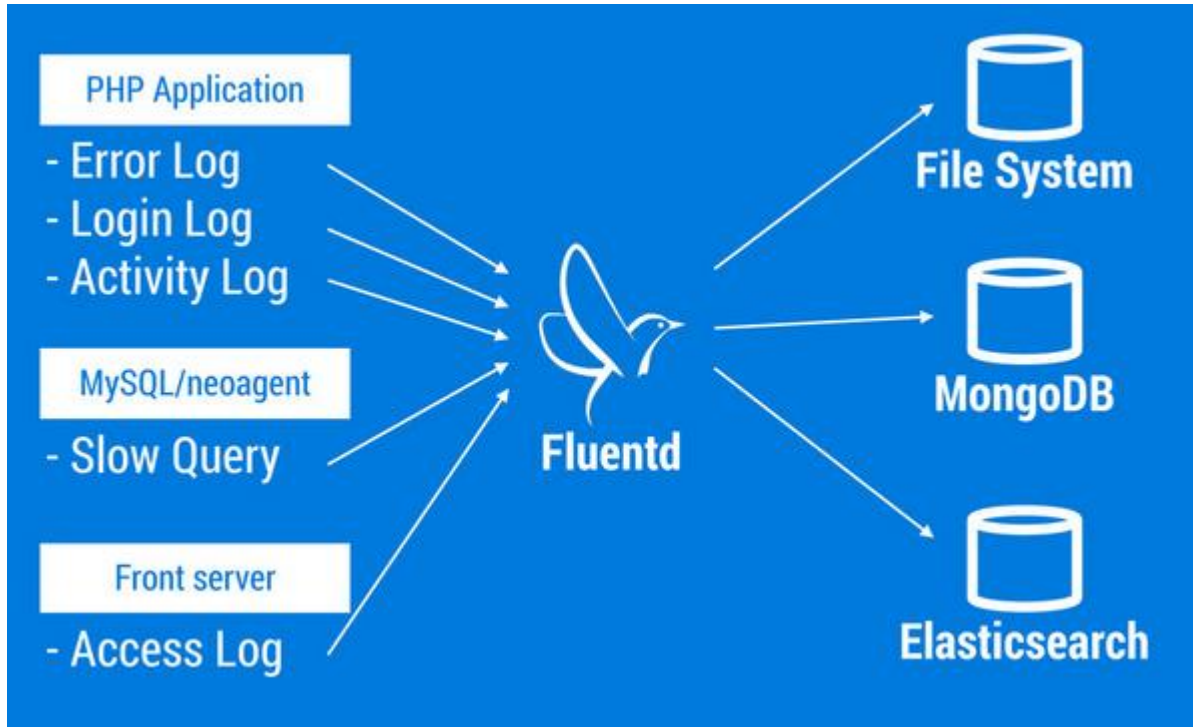 PHP Application
- Error Log
- Login Log
- Activity Log
MySQL/neoagent
- Slow Query
Front server
- Access Log
Fluentd
File System
MongoDB
Elasticsearch